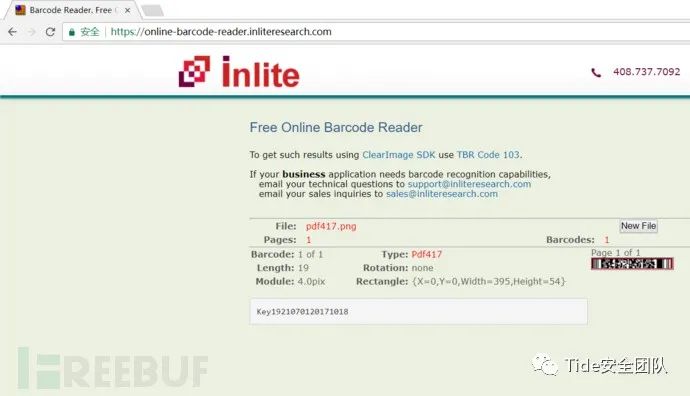 Barcode Reader. Free O
安全 | https://online-barcode-reader.inliteresearch.com
inlite
408.737.7092
Free Online Barcode Reader
To get such results using ClearImage SDK use TBR Code 103.
If your business application needs barcode recognition capabilities,
email your technical questions to support@inliteresearch.com
email your sales inquiries to sales@inliteresearch.com
File: pdf417.png New File
Pages: 1 Barcodes: 1
Barcode: 1 of 1 Type: Pdf417 Page 1 of 1
Length: 19 Rotation: none
Module: 4.0pix Rectangle: {X=0,Y=0,Width=395,Height=54}
Key1921070120171018
FREEBUF
Tide安全团队